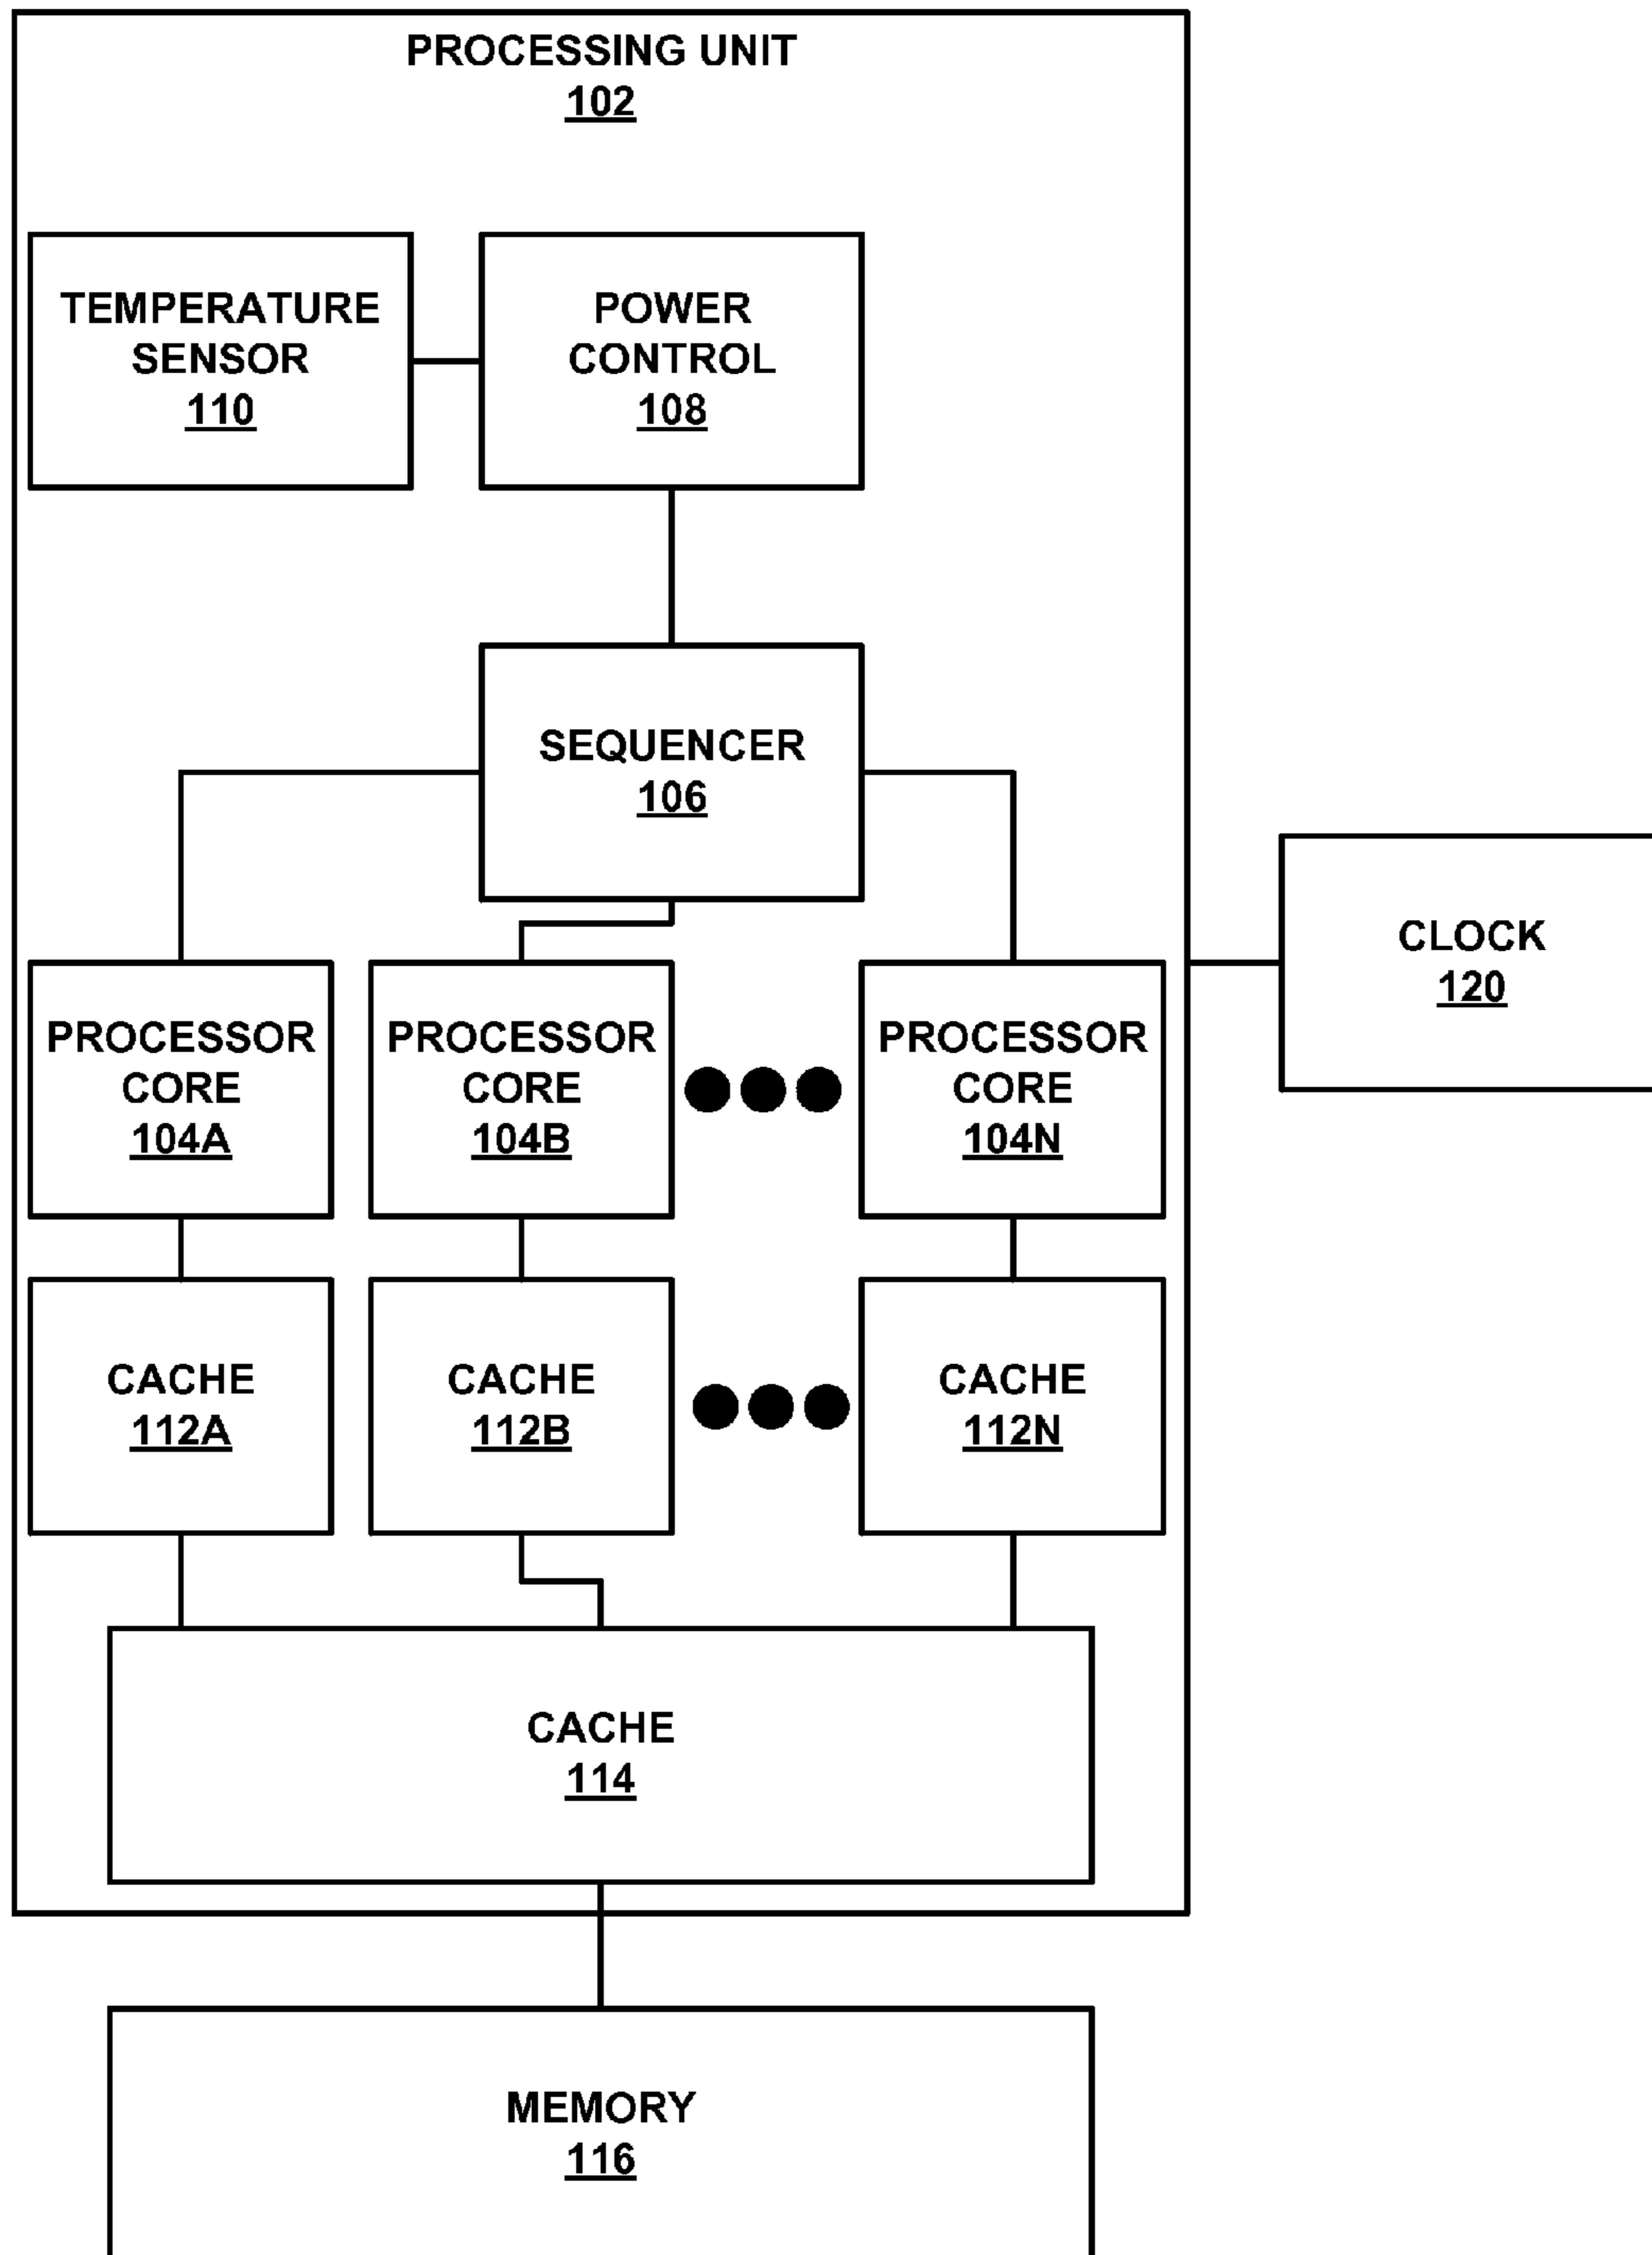 PROCESSING UNIT
102
TEMPERATURE
SENSOR
110
POWER
CONTROL
108
SEQUENCER
106
CLOCK
120
PROCESSOR
CORE
104A
PROCESSOR
CORE
104B
PROCESSOR
CORE
104N
CACHE
112A
CACHE
112B
CACHE
112N
CACHE
114
MEMORY
116